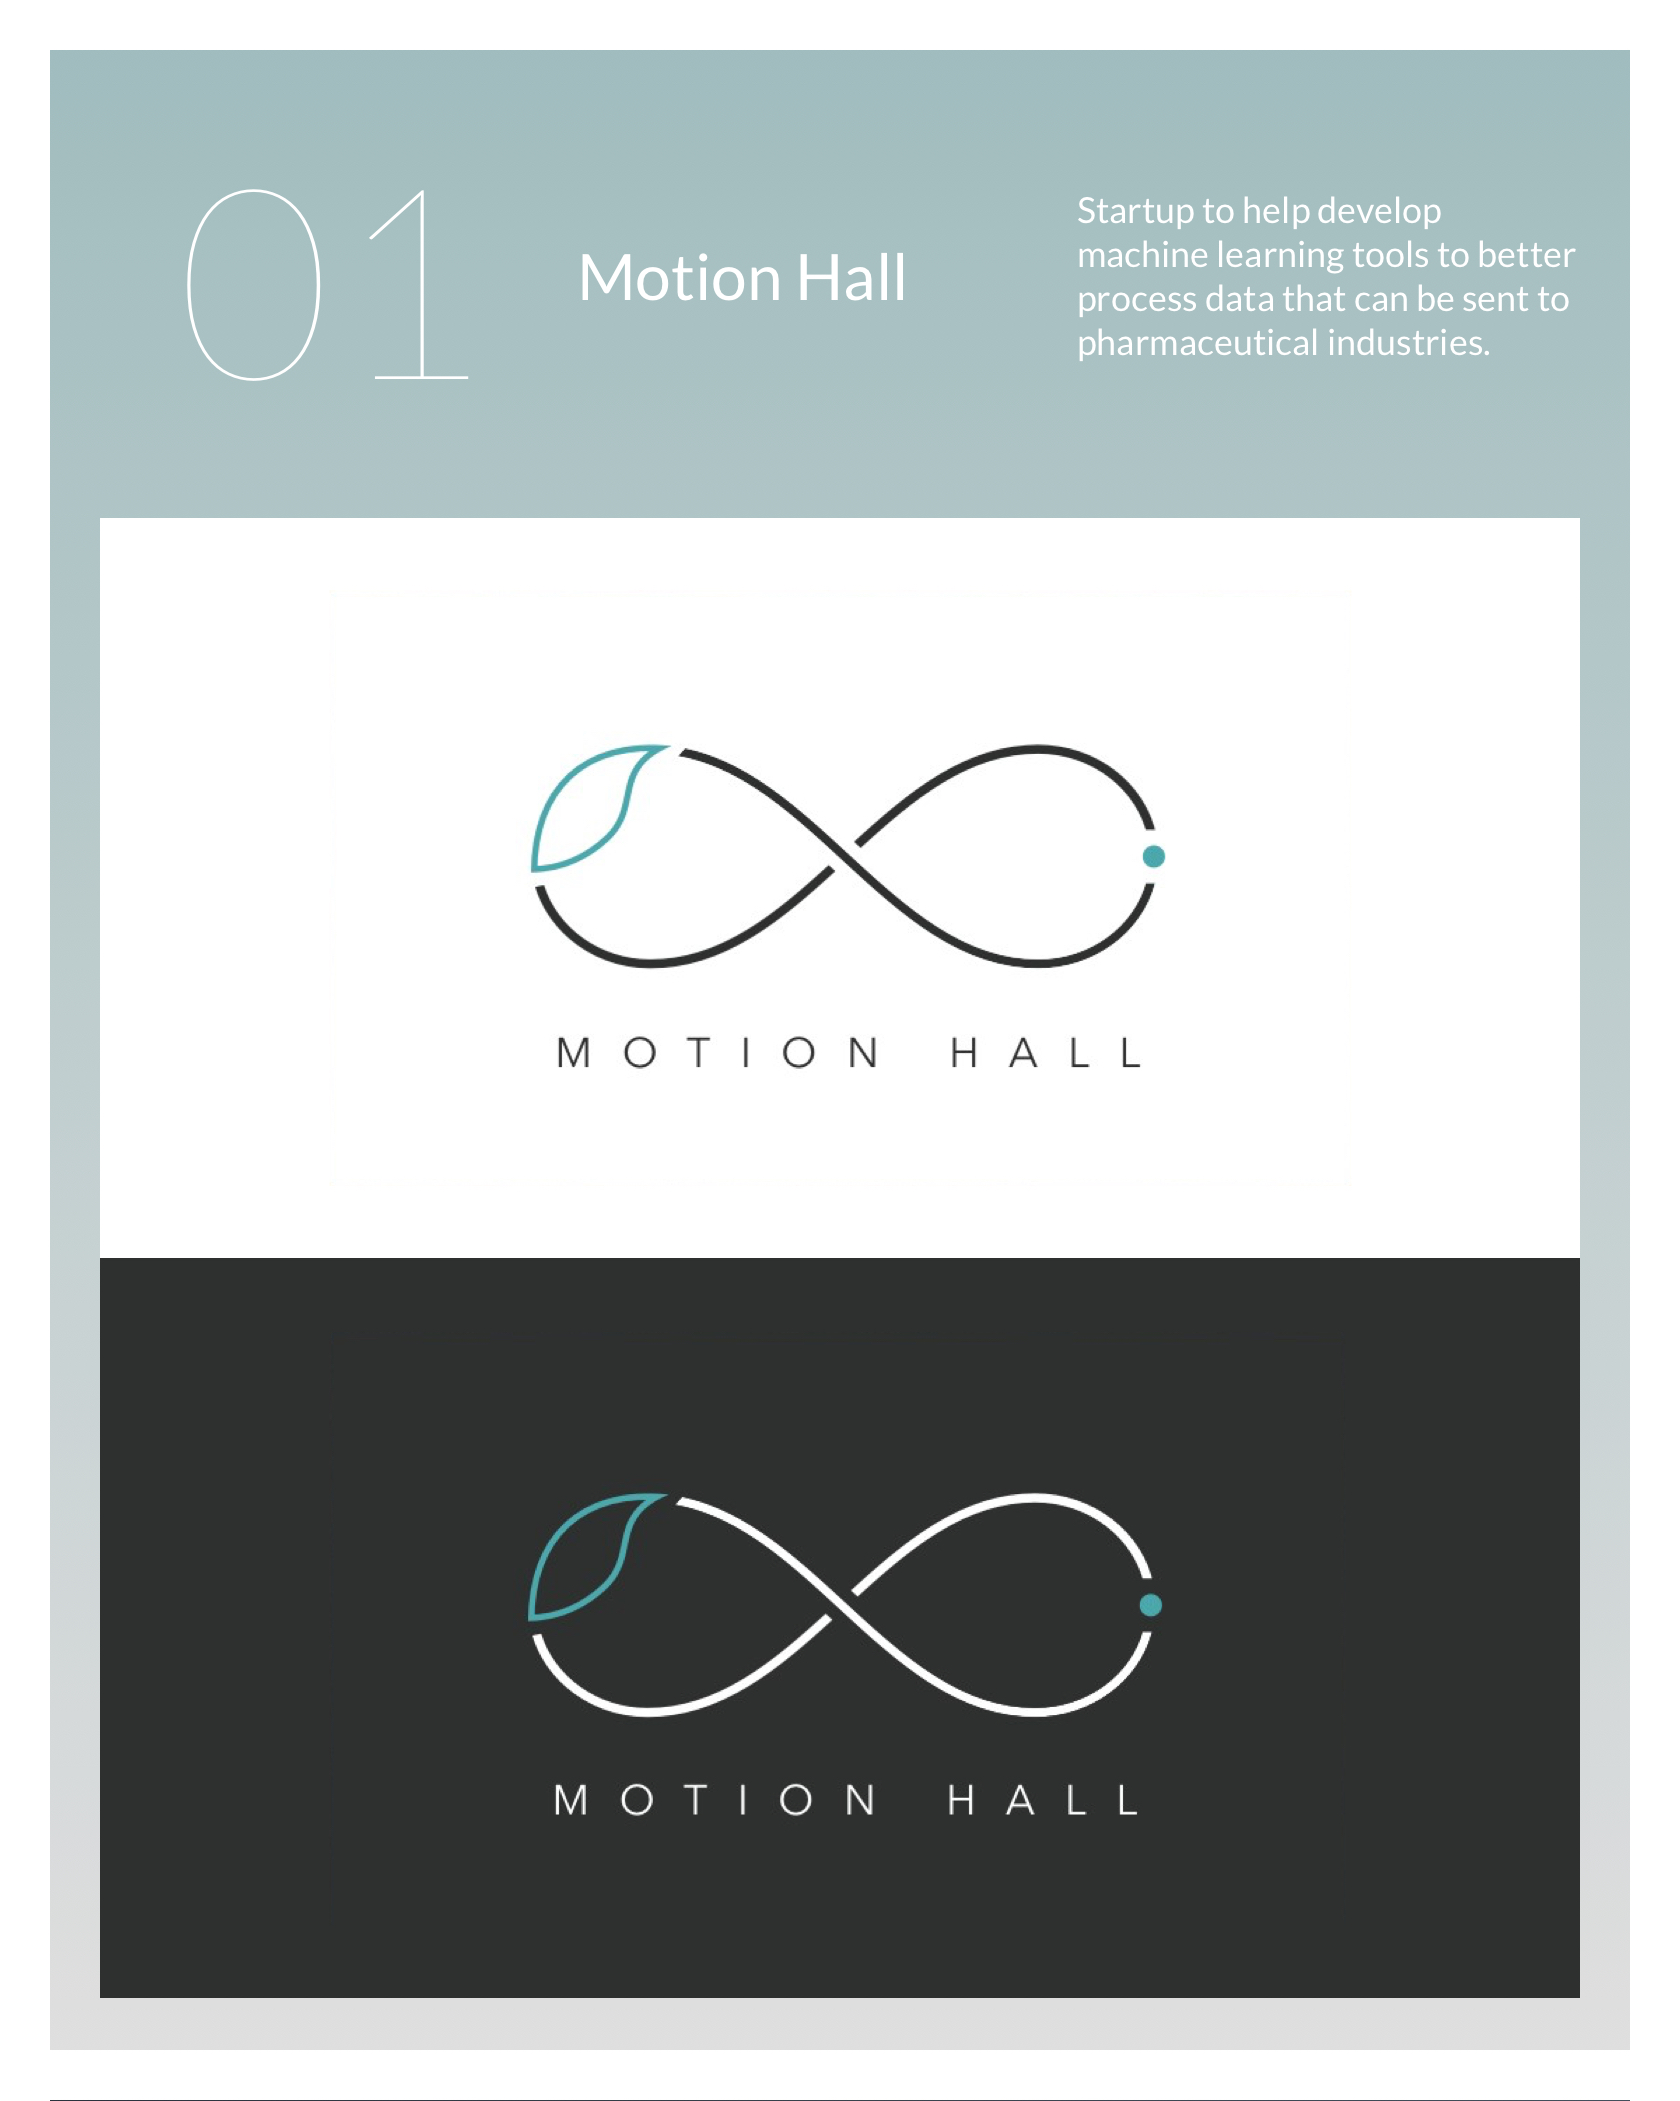 01
Motion Hall
Startup to help develop
machine learning tools to better
process data that can be sent to
pharmaceutical industries.
MOTION HALL
MOTION HALL